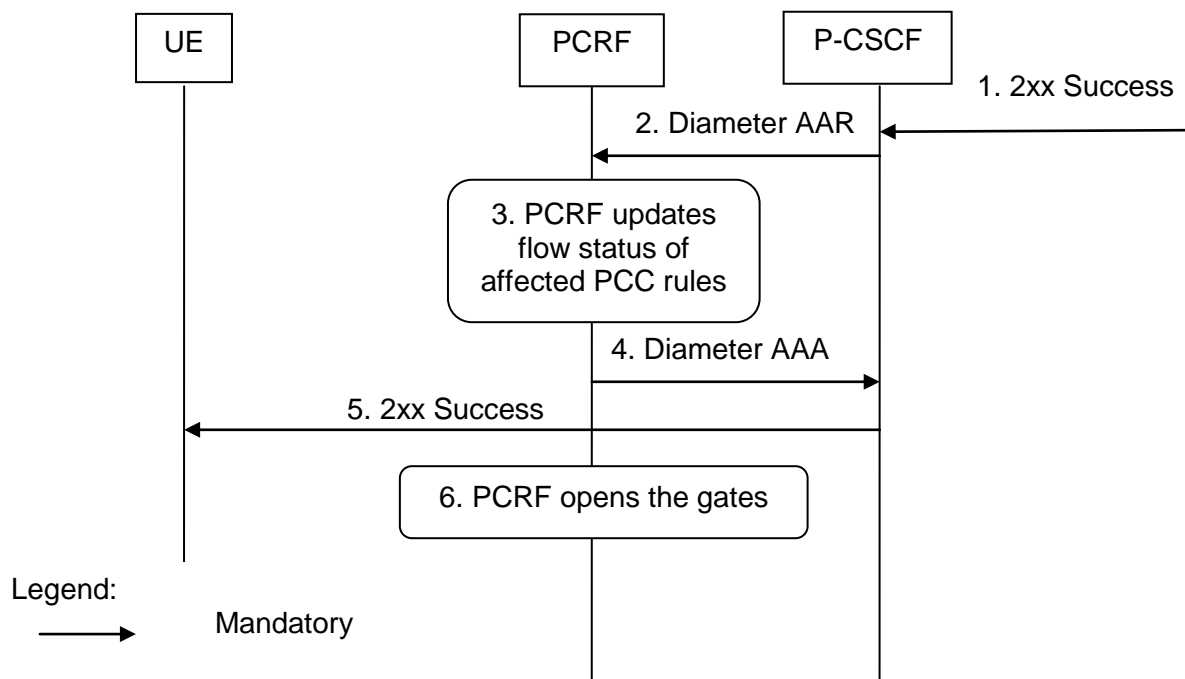 UE
PCRF
P-CSCF
1. 2xx Success
2. Diameter AAR
3. PCRF updates
flow status of
affected PCC rules
4. Diameter AAA
5. 2xx Success
6. PCRF opens the gates
Legend:
Mandatory